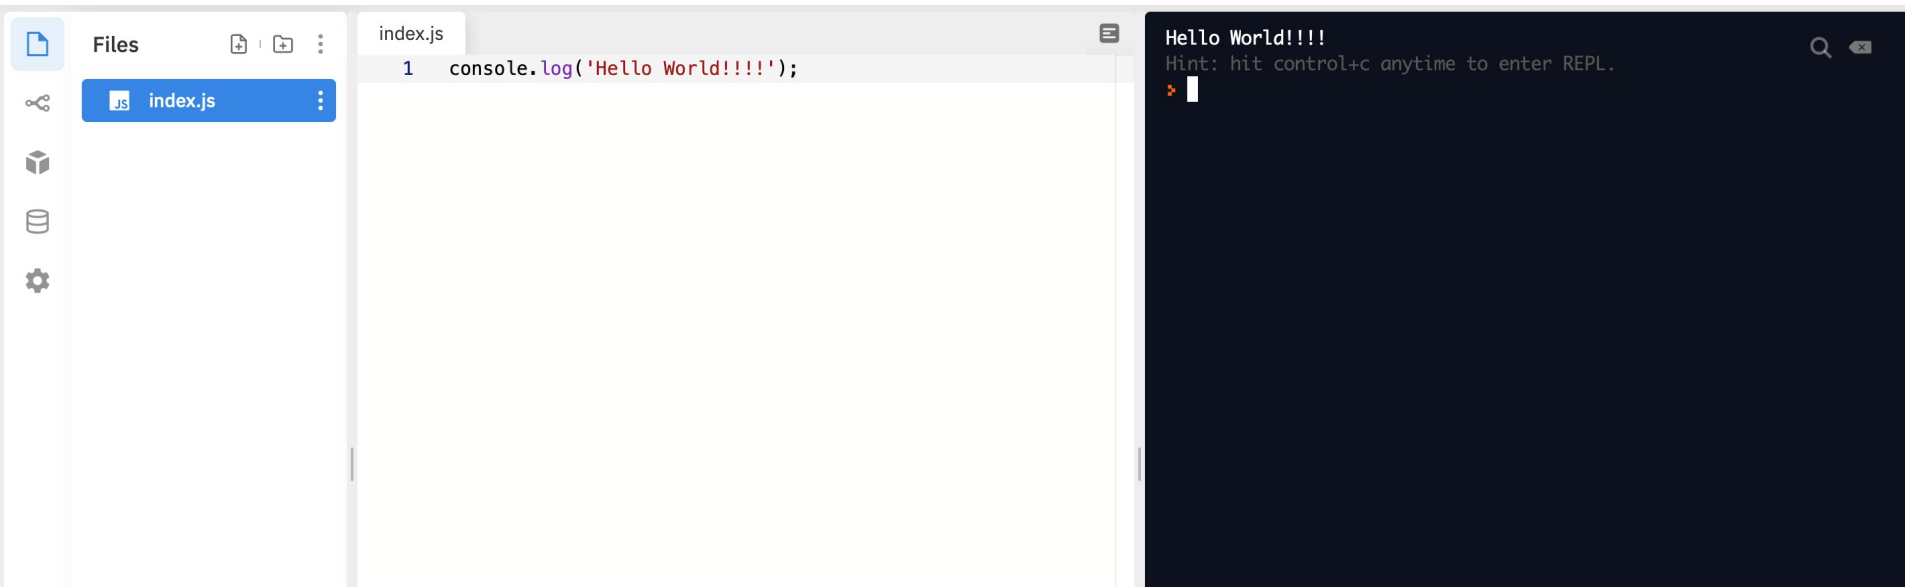 Files
JS index.js
index.js
1 console.log('Hello World!!!!');
Hello World!!!!
Hint: hit control+c anytime to enter REPL.